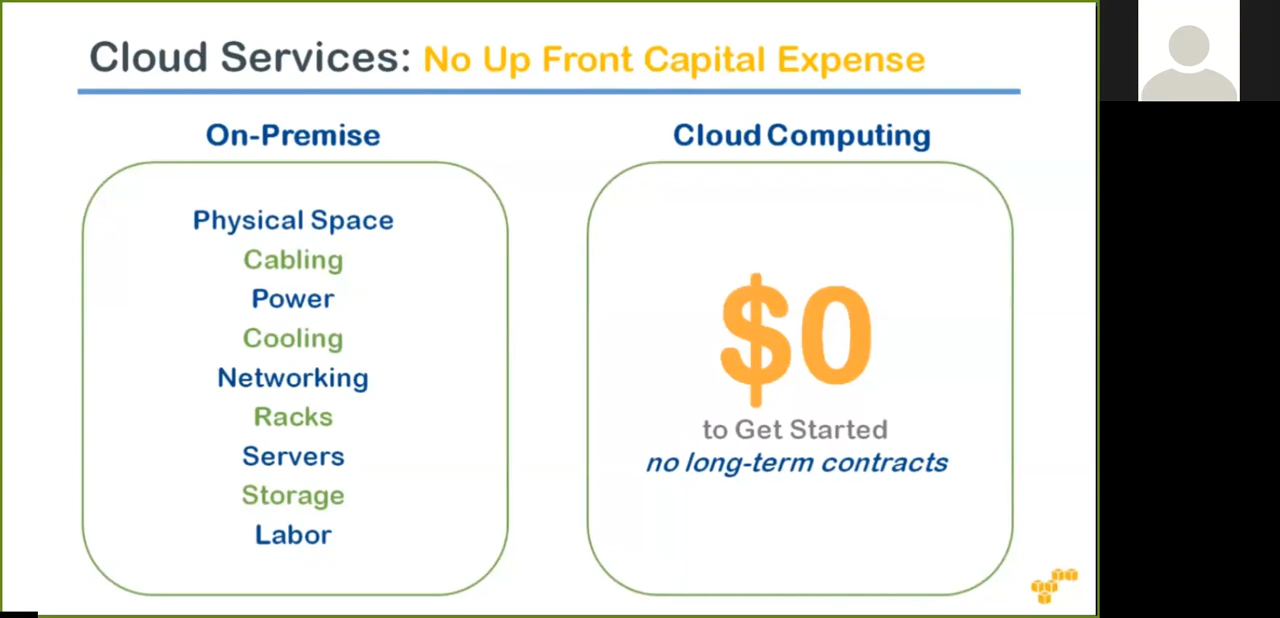 Cloud Services: No Up Front Capital Expense
On-Premise
Physical Space
Cabling
Power
Cooling
Networking
Racks
Servers
Storage
Labor
Cloud Computing
$0
to Get Started
no long-term contracts